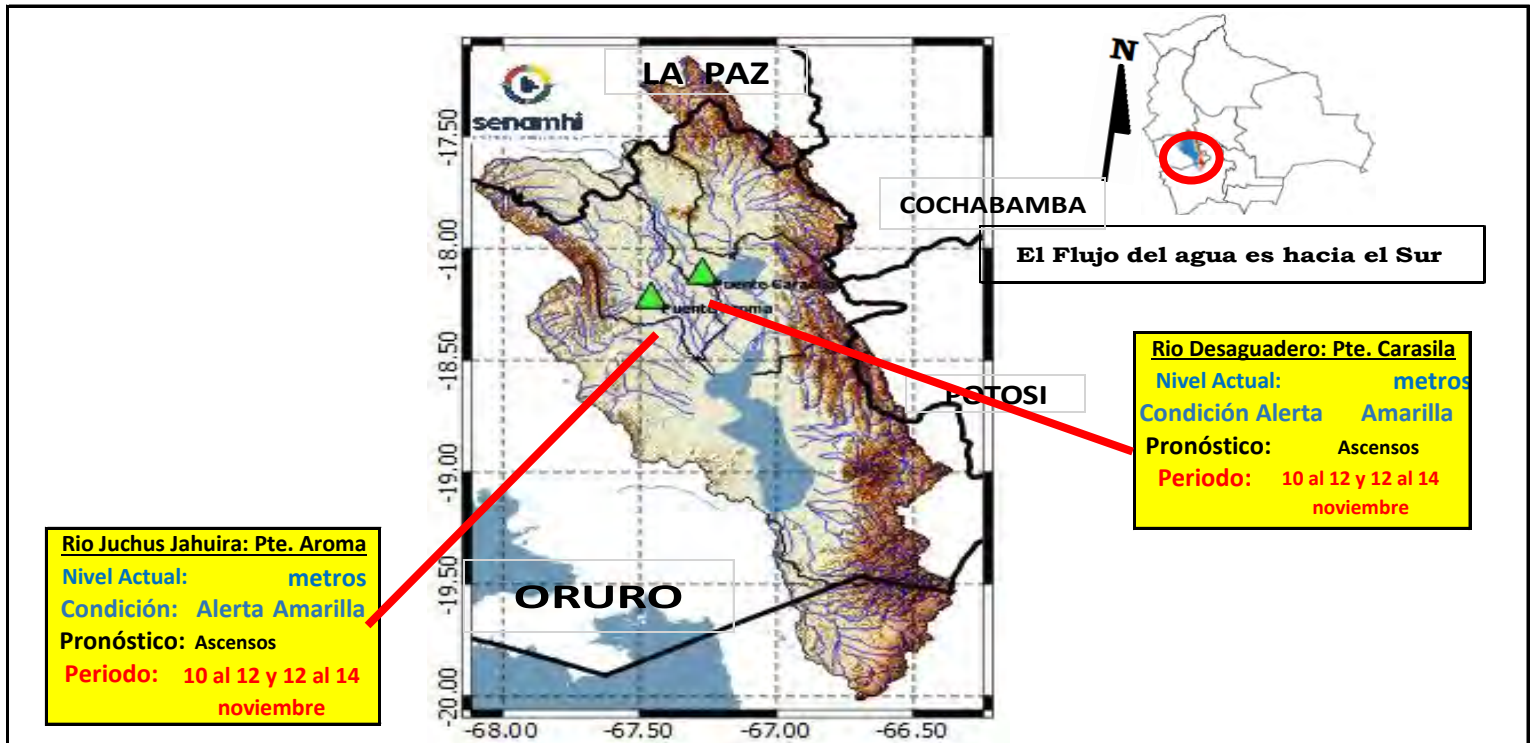 LA PAZ
senamhi
N
-17.50
COCHABAMBA
-18.00
El Flujo del agua es hacia el Sur
Puente
Puente
-18.50
POTOSI
Rio Desaguadero: Pte. Carasila
Nivel Actual: metros
Condición Alerta Amarilla
Pronóstico: Ascensos
Periodo: 10 al 12 y 12 al 14
noviembre
-19.00
Rio Juchus Jahuira: Pte. Aroma
Nivel Actual: metros
Condición: Alerta Amarilla
Pronóstico: Ascensos
Periodo: 10 al 12 y 12 al 14
noviembre
-19.50
ORURO
-20.00
-68.00 -67.50 -67.00 -66.50